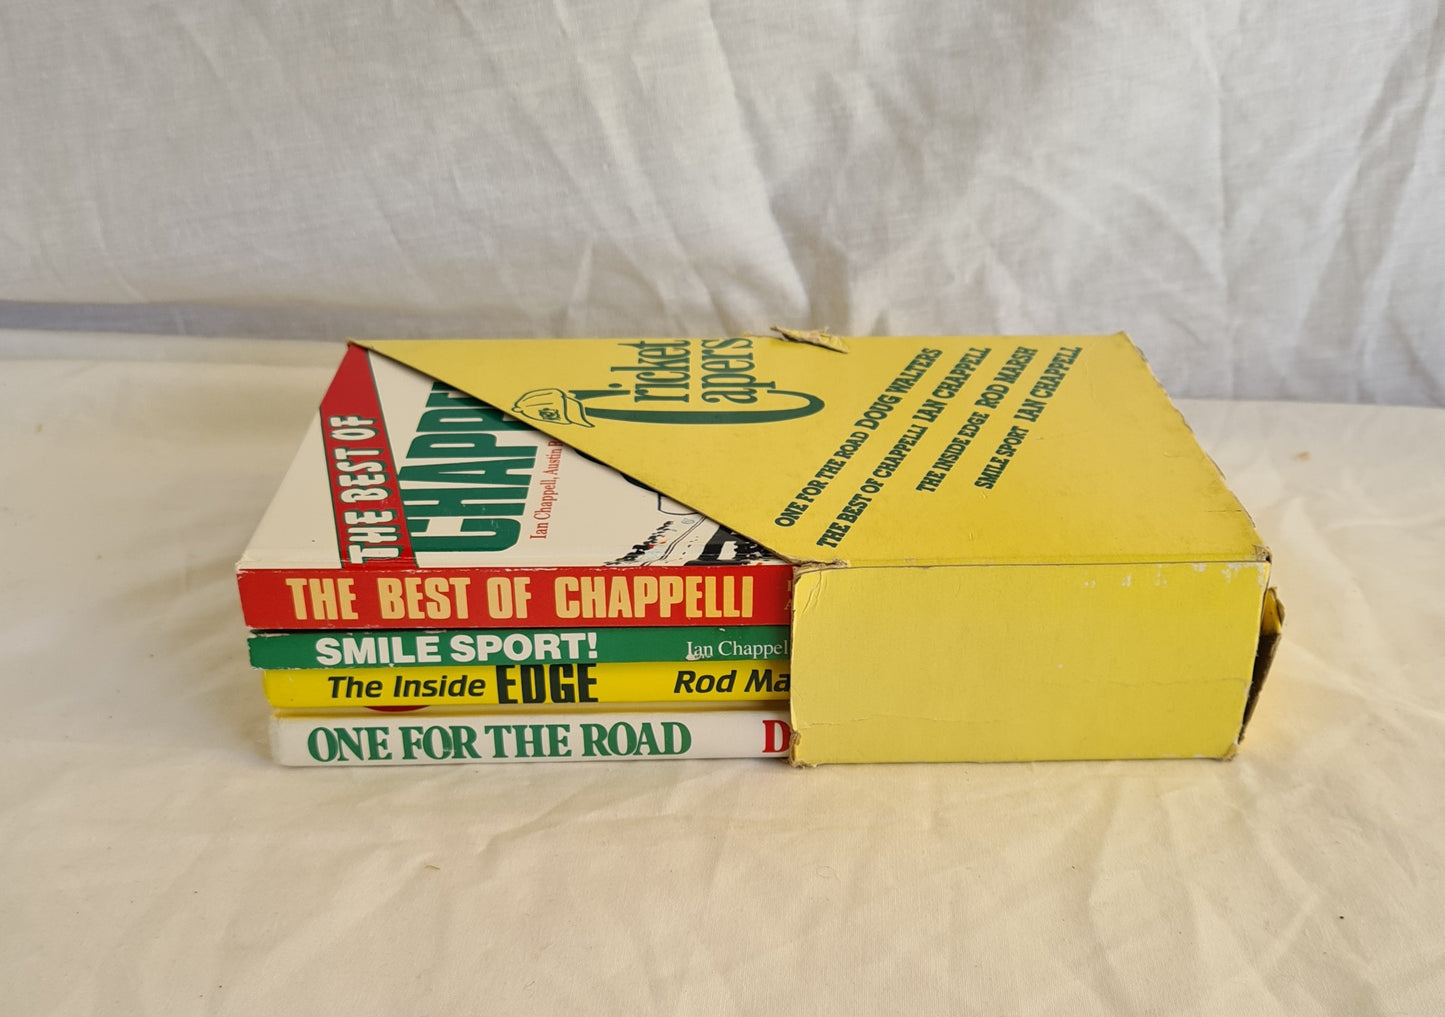 Cricket
Capers
ONE FOR THE ROAD DOUG WALTERS
THE BEST OF CHAPPELLI IAN CHAPPELL
THE INSIDE EDGE ROD MARSH
SMILE SPORT IAN CHAPPELL
THE BEST OF
CHAPPE
Ian Chappell, Austin
THE BEST OF CHAPPELLI
SMILE SPORT! Ian Chappel
The Inside EDGE Rod Ma
ONE FOR THE ROAD D